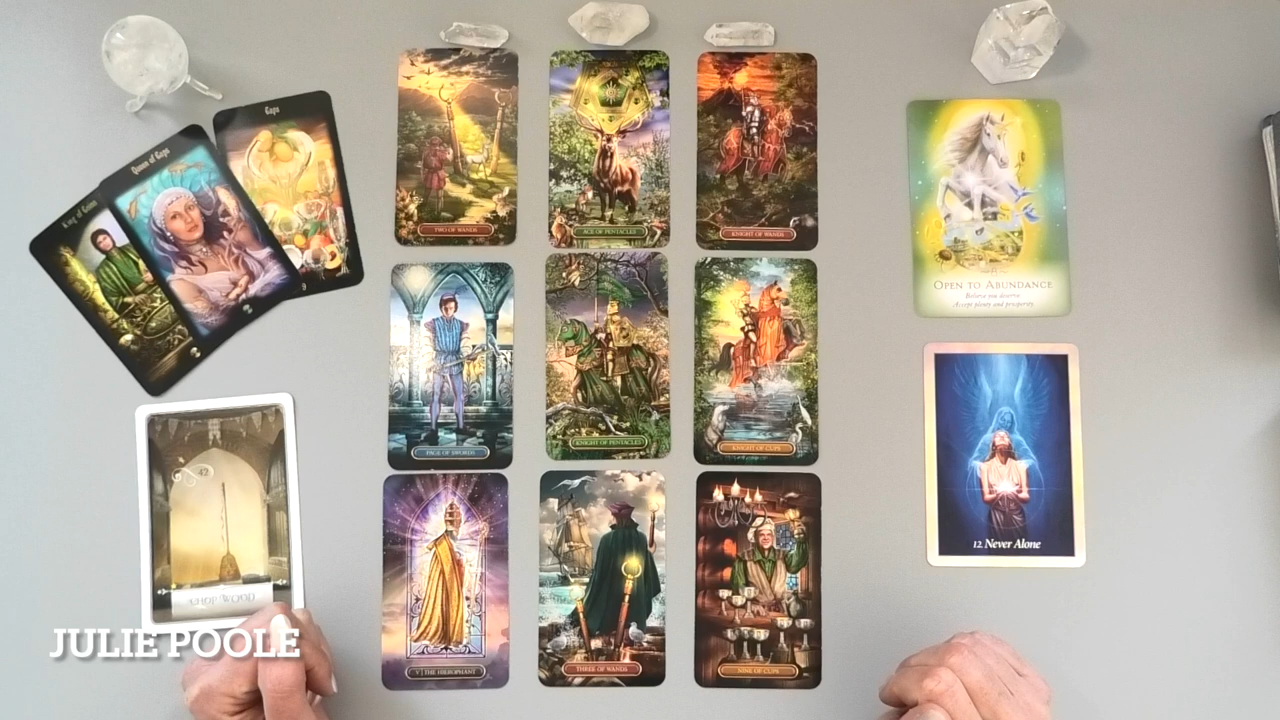 Cups
Queen of Cups
King of Coins
9
TWO OF WANDS
ACE OF PENTACLES
KNIGHT OF WANDS
OPEN TO ABUNDANCE
Believe you deserve.
Accept plenty and prosperity.
PAGE OF SWORDS
KNIGHT OF PENTACLES
KNIGHT OF CUPS
42
CHOP WOOD
12 Never Alone
JULIE POOLE
V | THE HIEROPHANT
THREE OF WANDS
NINE OF CUPS